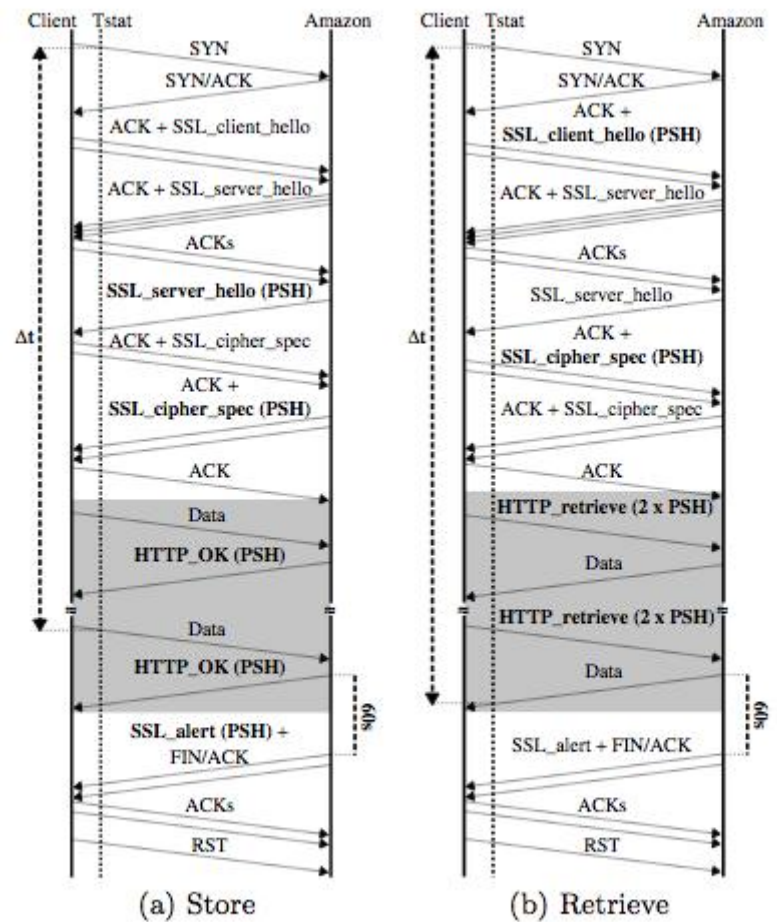 Client Tstat Amazon
SYN
SYN/ACK
ACK + SSL_client_hello
ACK + SSL_server_hello
ACKs
SSL_server_hello (PSH)
Δt
ACK + SSL_cipher_spec
ACK +
SSL_cipher_spec (PSH)
ACK
Data
HTTP_OK (PSH)
≈ ≈
Data
HTTP_OK (PSH)
60s
SSL_alert (PSH) +
FIN/ACK
ACKs
RST
(a) Store
Client Tstat Amazon
SYN
SYN/ACK
ACK +
SSL_client_hello (PSH)
ACK + SSL_server_hello
ACKs
SSL_server_hello
Δt
ACK +
SSL_cipher_spec (PSH)
ACK + SSL_cipher_spec
ACK
HTTP_retrieve (2 x PSH)
Data
≈ ≈
HTTP_retrieve (2 x PSH)
Data
60s
SSL_alert + FIN/ACK
ACKs
RST
(b) Retrieve